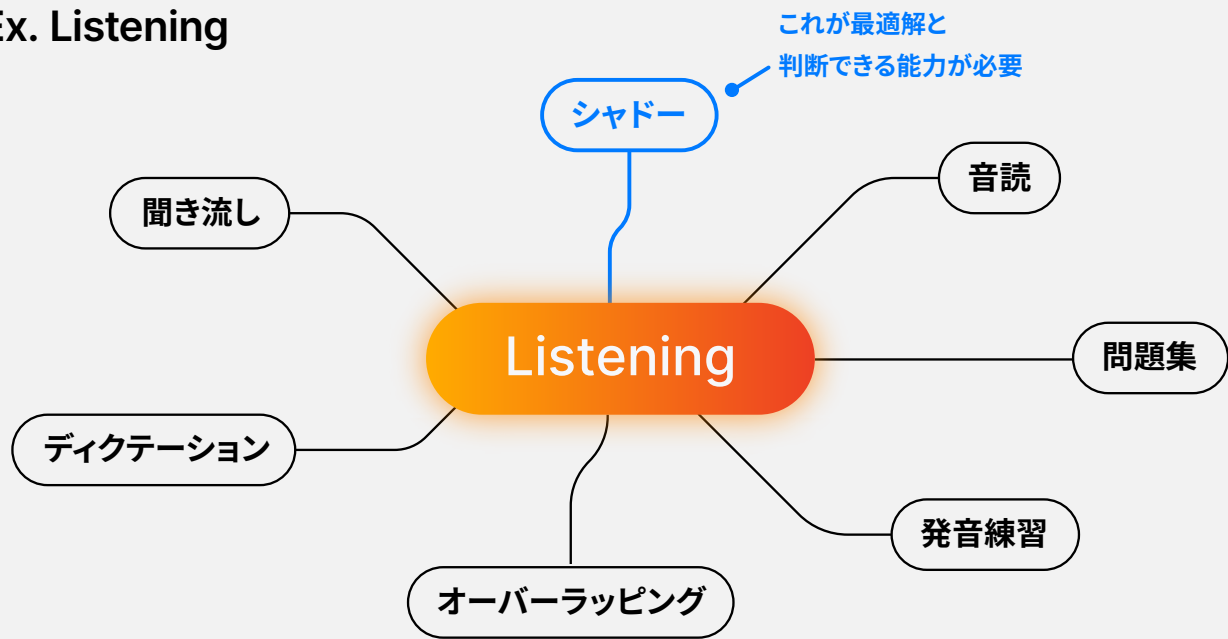 Ex. Listening
これが最適解と
判断できる能力が必要
シャドー
音読
聞き流し
Listening
問題集
ディクテーション
発音練習
オーバーラッピング